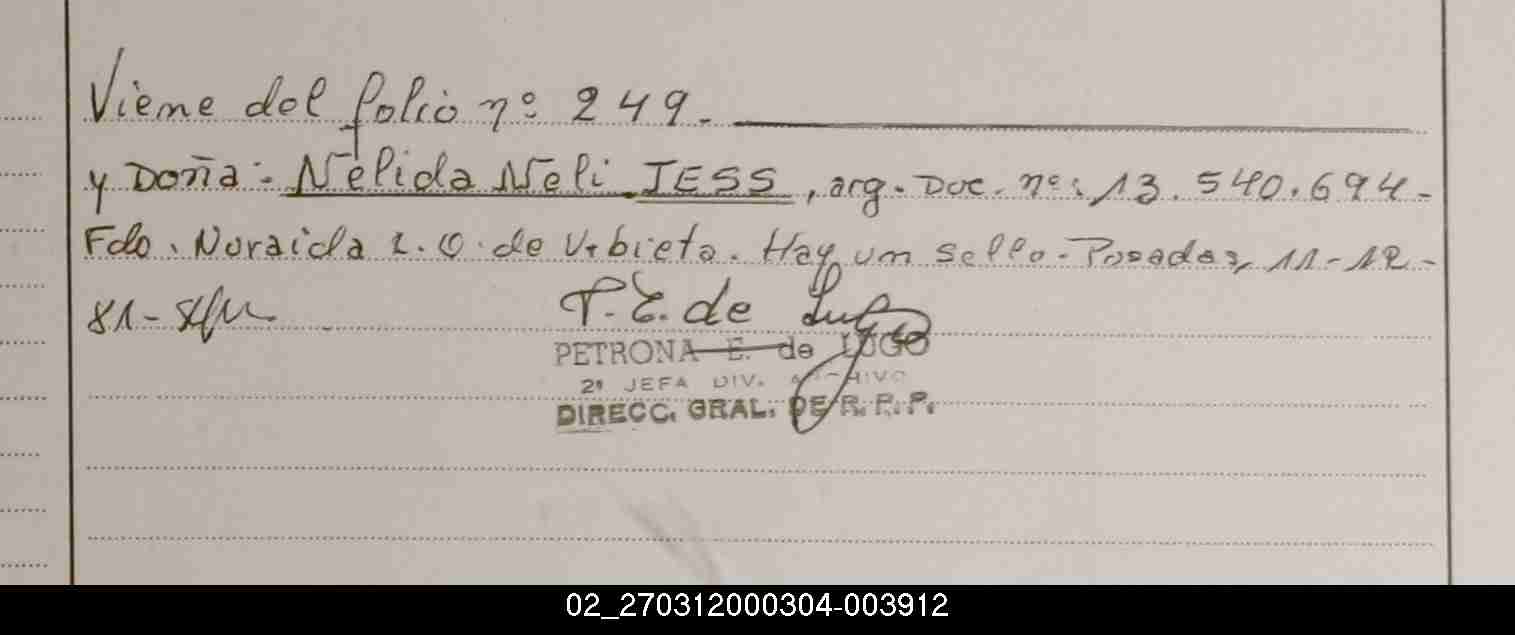 Viene del folio nº 249.-
y Doña: Nélida Neli JESS, arg. Doc. nº: 13.540.694-
Fdo. Noraida I. O. de Urbieta. Hay un sello. Posadas, 11-12-
81-
P. E. de Lugo
PETRONA E. de LUGO
2ª JEFA DIV. ARCHIVO
DIRECC. GRAL. DE R. P. P.
02_270312000304-003912